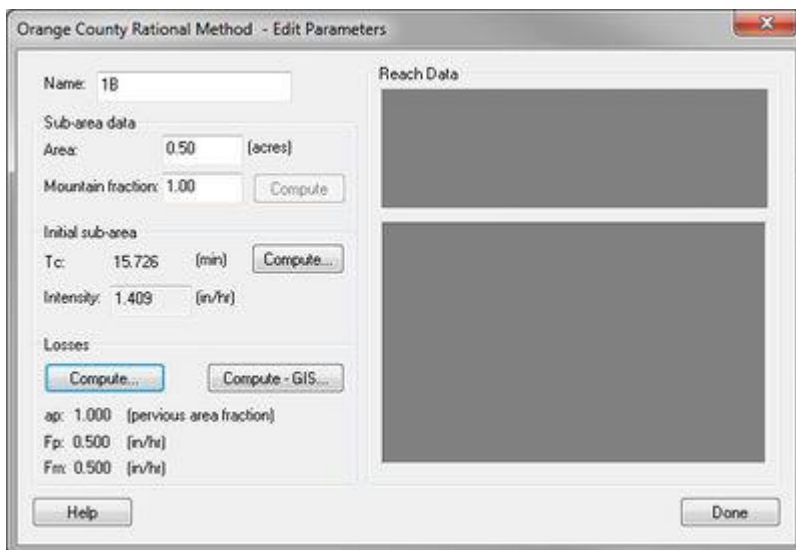 Orange County Rational Method - Edit Parameters
Name: 1B
Sub-area data
Area: 0.50 (acres)
Mountain fraction: 1.00 Compute
Initial sub-area
Tc: 15.726 (min) Compute...
Intensity: 1.409 (in/hr)
Losses
Compute... Compute - GIS...
ap: 1.000 (pervious area fraction)
Fp: 0.500 (in/hr)
Fm: 0.500 (in/hr)
Help
Reach Data
Done